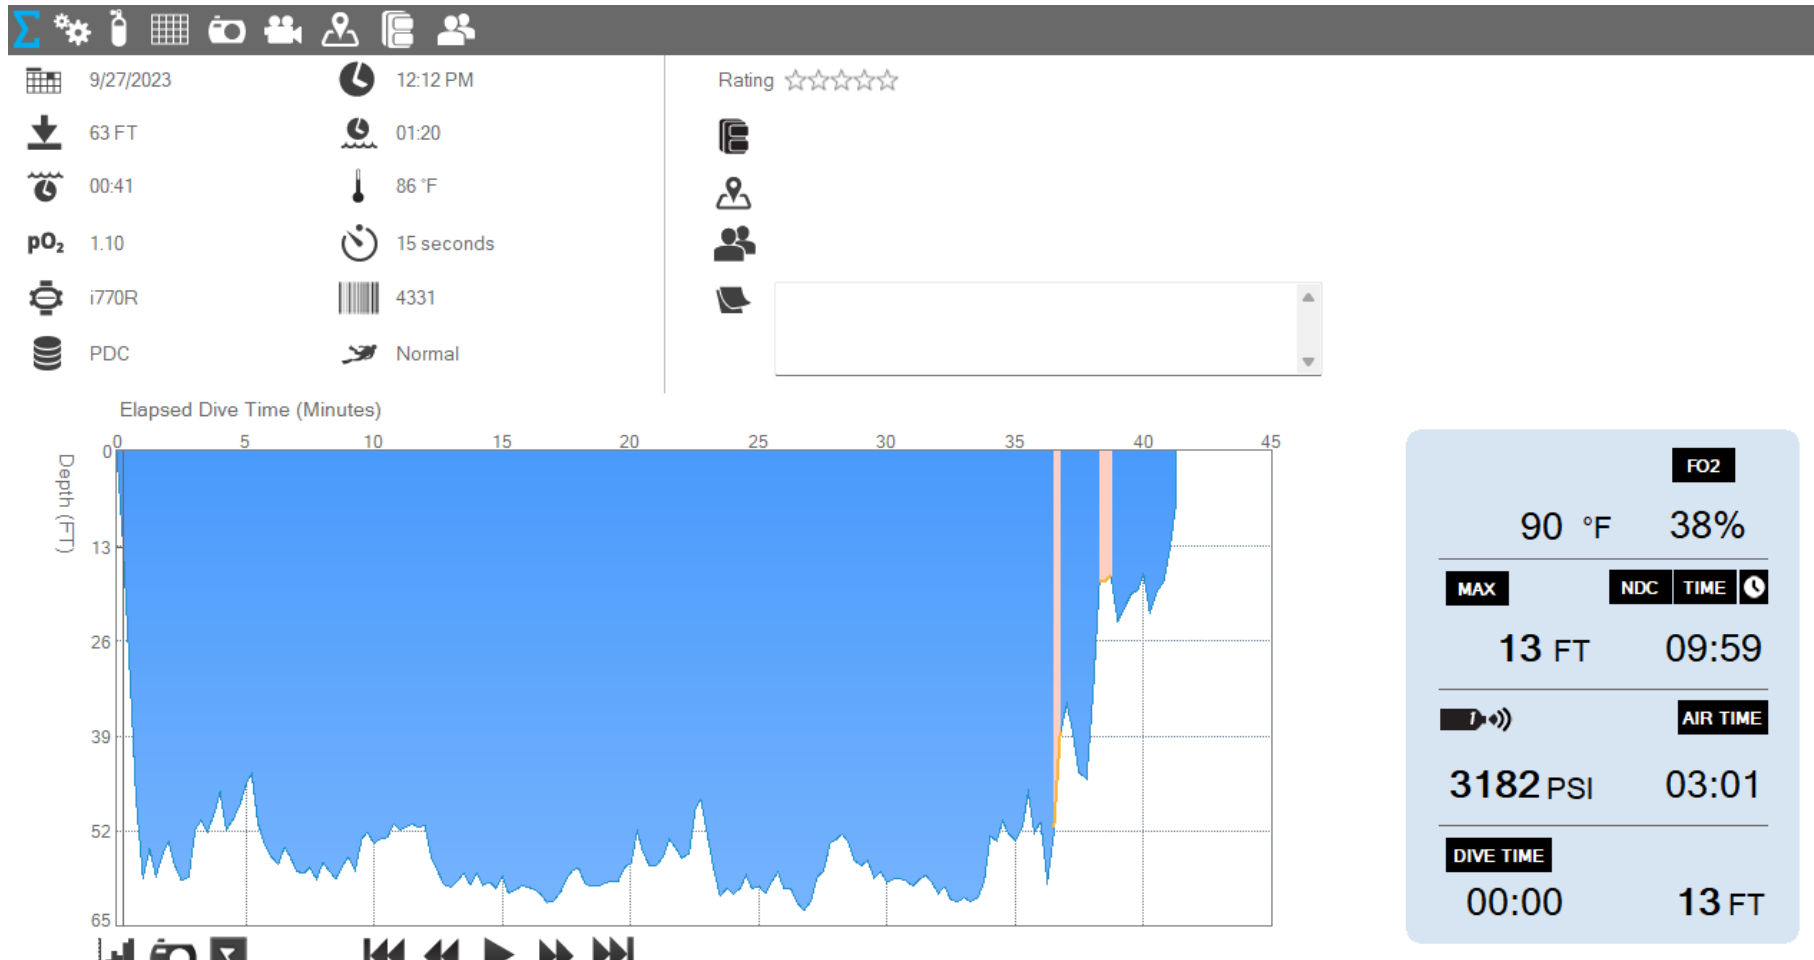 9/27/2023 12:12 PM Rating
63 FT 01:20
00:41 86 °F
pO₂ 1.10 15 seconds
i770R 4331
PDC Normal
Elapsed Dive Time (Minutes)
0 5 10 15 20 25 30 35 40 45
Depth (FT)
0
13
26
39
52
65
FO2
90 °F 38%
MAX NDC TIME
13 FT 09:59
1 AIR TIME
3182 PSI 03:01
DIVE TIME
00:00 13 FT